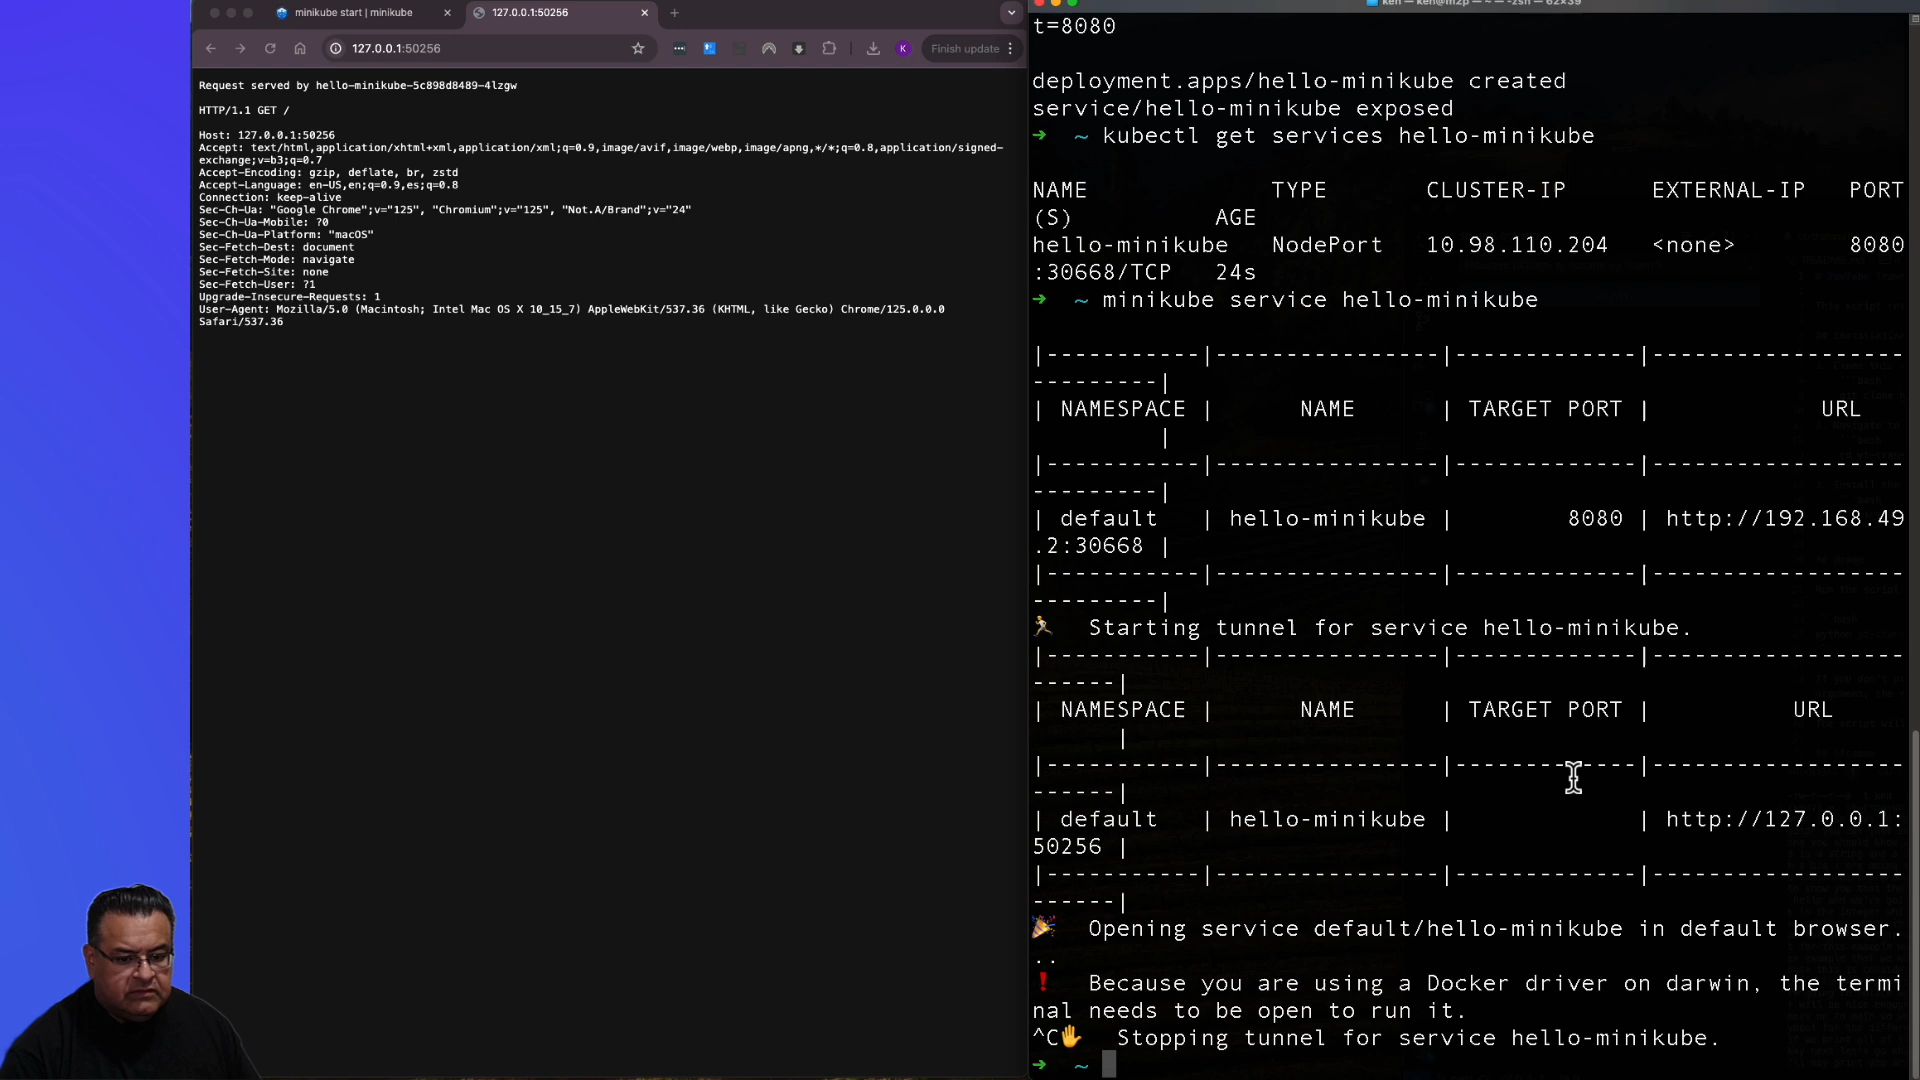 minikube start | minikube
127.0.0.1:50256
127.0.0.1:50256
K
Finish update
Request served by hello-minikube-5c898d8489-4lzgw
HTTP/1.1 GET /
Host: 127.0.0.1:50256
Accept: text/html,application/xhtml+xml,application/xml;q=0.9,image/avif,image/webp,image/apng,*/*;q=0.8,application/signed-
exchange;v=b3;q=0.7
Accept-Encoding: gzip, deflate, br, zstd
Accept-Language: en-US,en;q=0.9,es;q=0.8
Connection: keep-alive
Sec-Ch-Ua: "Google Chrome";v="125", "Chromium";v="125", "Not.A/Brand";v="24"
Sec-Ch-Ua-Mobile: ?0
Sec-Ch-Ua-Platform: "macOS"
Sec-Fetch-Dest: document
Sec-Fetch-Mode: navigate
Sec-Fetch-Site: none
Sec-Fetch-User: ?1
Upgrade-Insecure-Requests: 1
User-Agent: Mozilla/5.0 (Macintosh; Intel Mac OS X 10_15_7) AppleWebKit/537.36 (KHTML, like Gecko) Chrome/125.0.0.0
Safari/537.36
t=8080
deployment.apps/hello-minikube created
service/hello-minikube exposed
➜  ~ kubectl get services hello-minikube
NAME             TYPE       CLUSTER-IP      EXTERNAL-IP   PORT
(S)          AGE
hello-minikube   NodePort   10.98.110.204   <none>        8080
:30668/TCP   24s
➜  ~ minikube service hello-minikube
|-----------|----------------|-------------|------------------
---------|
| NAMESPACE |      NAME      | TARGET PORT |            URL
         |
|-----------|----------------|-------------|------------------
---------|
| default   | hello-minikube |        8080 | http://192.168.49
.2:30668 |
|-----------|----------------|-------------|------------------
---------|
🏃  Starting tunnel for service hello-minikube.
|-----------|----------------|-------------|------------------
------|
| NAMESPACE |      NAME      | TARGET PORT |          URL
      |
|-----------|----------------|-------------|------------------
------|
| default   | hello-minikube |             | http://127.0.0.1:
50256 |
|-----------|----------------|-------------|------------------
------|
🎉  Opening service default/hello-minikube in default browser.
..
❗  Because you are using a Docker driver on darwin, the termi
nal needs to be open to run it.
^C✋  Stopping tunnel for service hello-minikube.
➜  ~